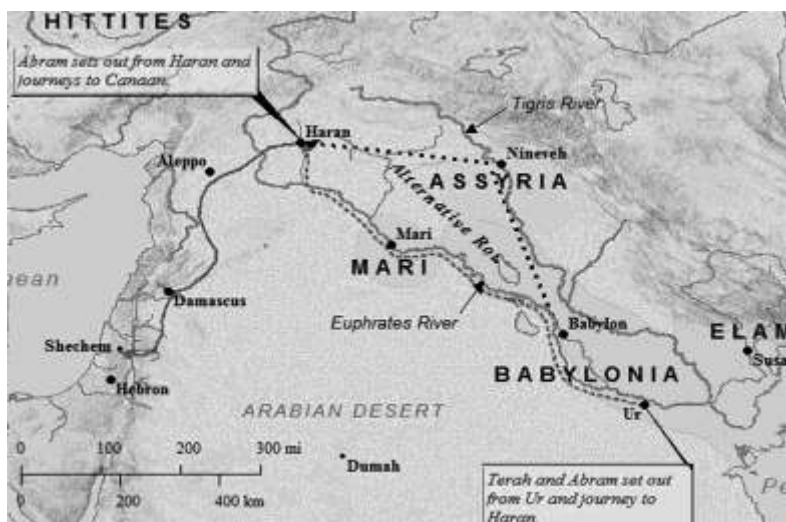 HITTITES
Abram sets out from Haran and
journeys to Canaan.
Tigris River
Haran
Aleppo
Nineveh
ASSYRIA
Alternative Rou
Mari
MARI
ean
Damascus
Euphrates River
Babylon
ELAM
Shechem
Susa
Hebron
BABYLONIA
ARABIAN DESERT
Ur
0 100 200 300 mi
Dumah
0 200 400 km
Terah and Abram set out
from Ur and journey to
Haran
Pe